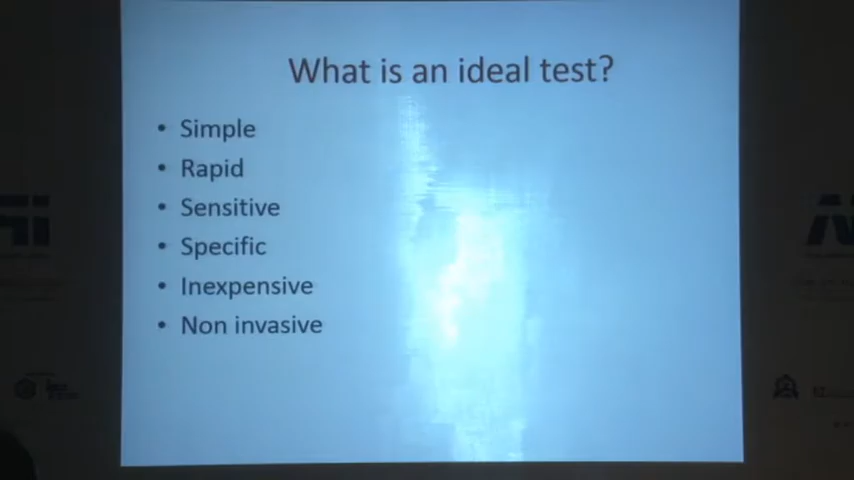 What is an ideal test?
• Simple
• Rapid
• Sensitive
• Specific
• Inexpensive
• Non invasive